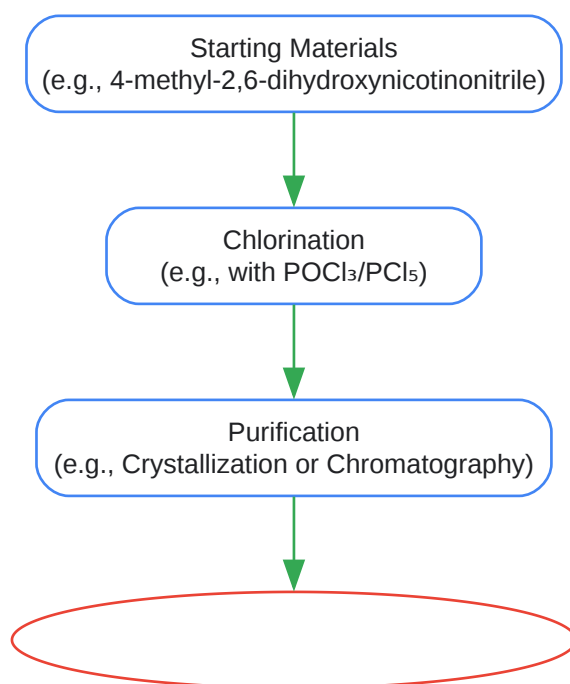 Starting Materials
(e.g., 4-methyl-2,6-dihydroxynicotinonitrile)
Chlorination
(e.g., with POCl₃/PCl₅)
Purification
(e.g., Crystallization or Chromatography)